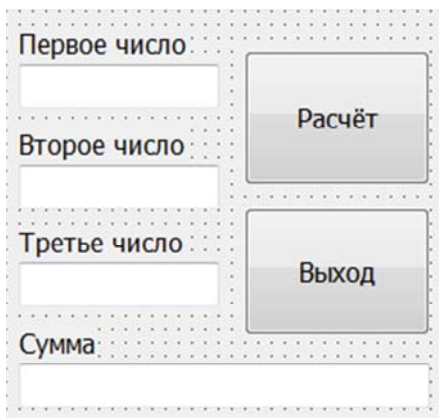 Первое число
Расчёт
Второе число
Третье число
Выход
Сумма